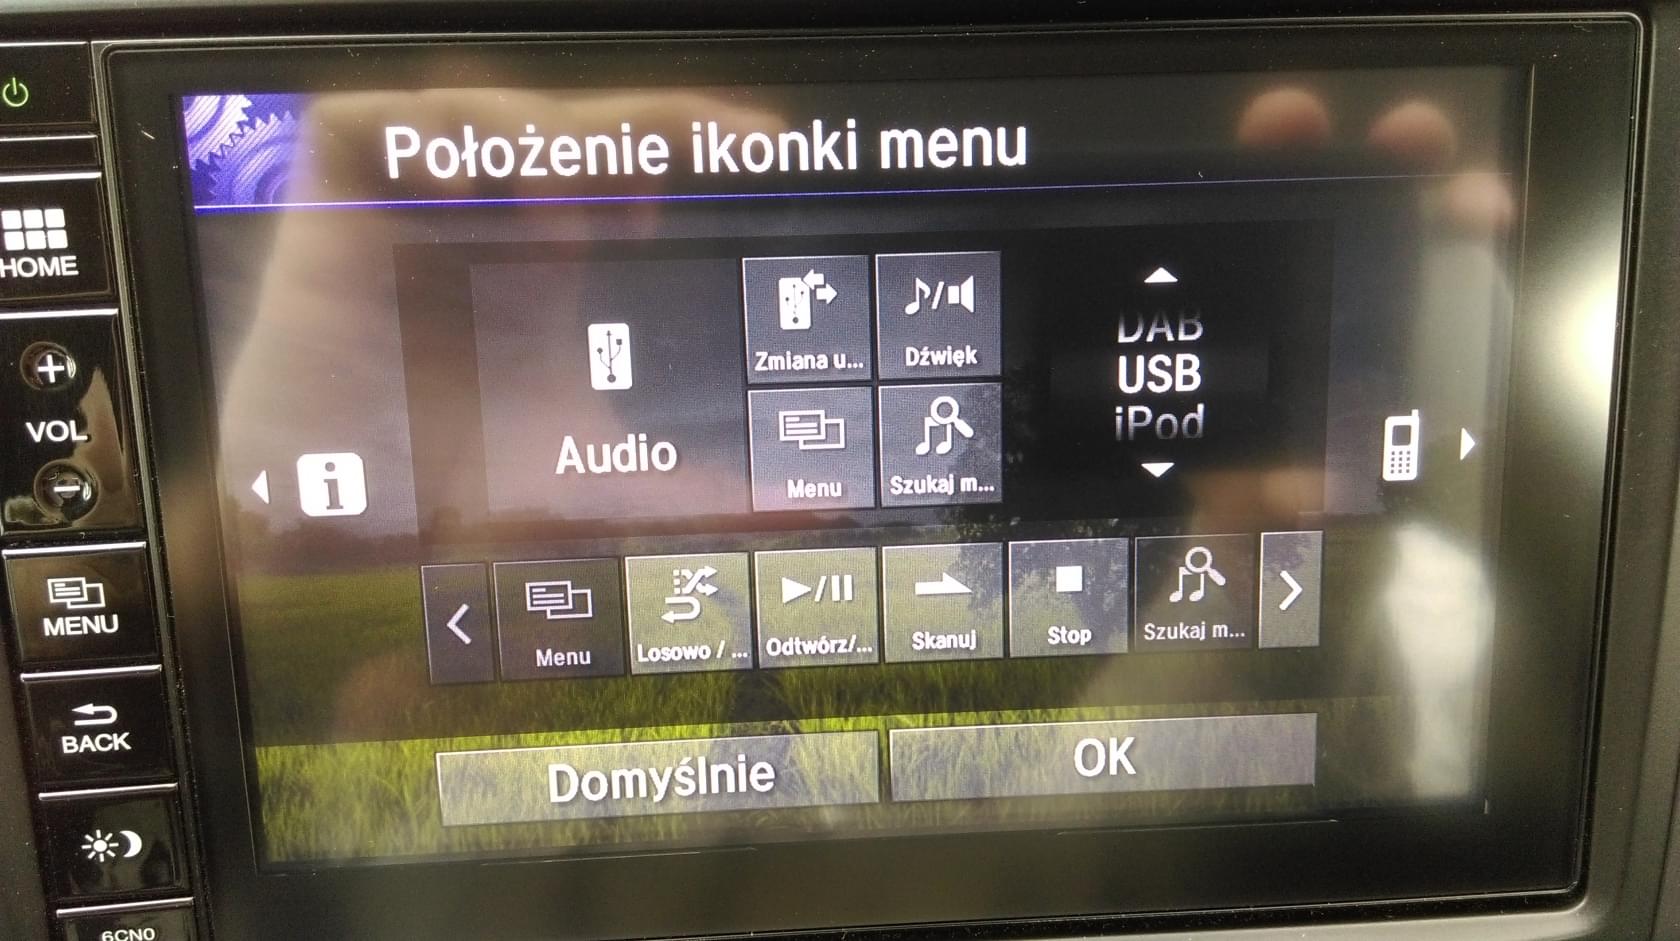 Położenie ikonki menu
HOME
VOL
MENU
BACK
6CN0
Audio
Zmiana u...
Dźwięk
Menu
Szukaj m...
DAB
USB
iPod
Menu
Losowo / ...
Odtwórz/...
Skanuj
Stop
Szukaj m...
Domyślnie
OK